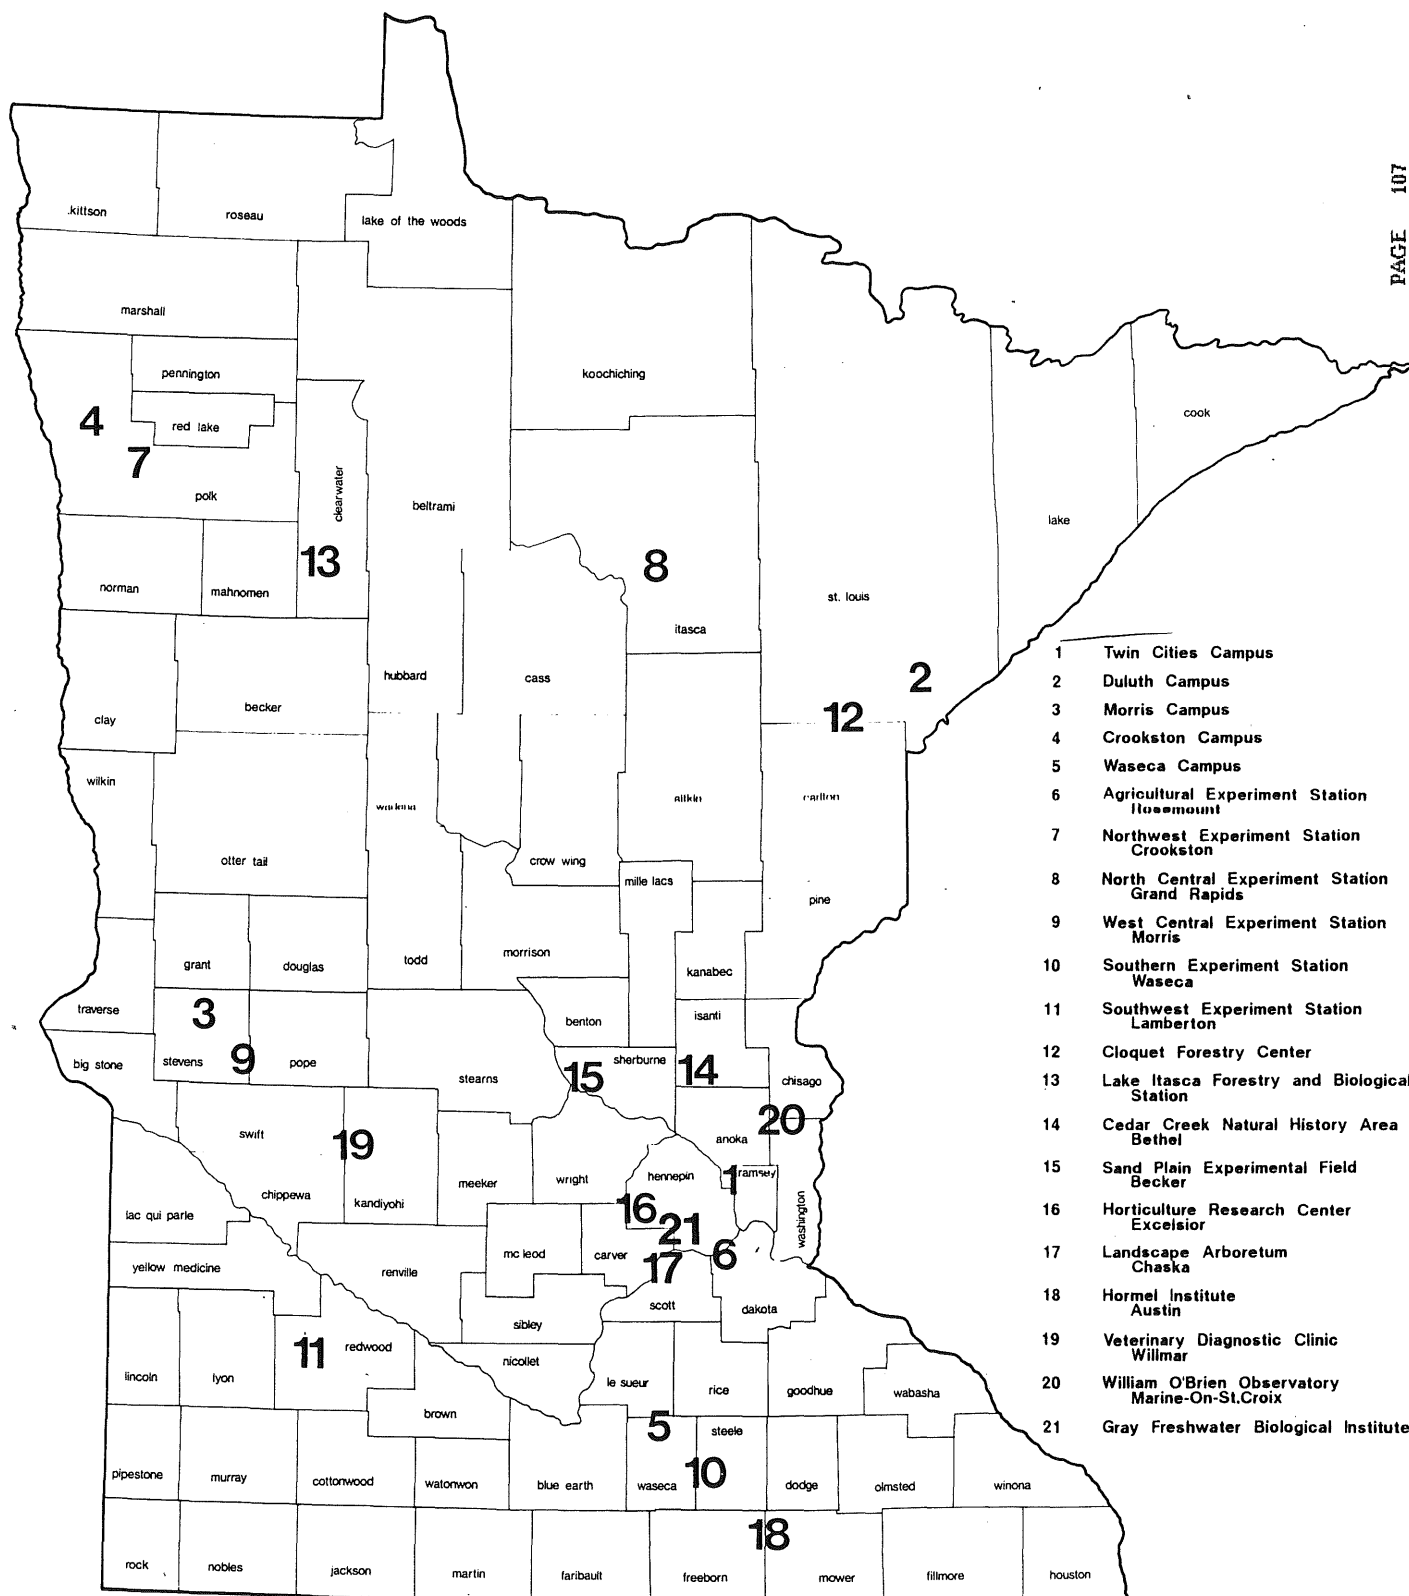 PAGE 107
.kittson
roseau
lake of the woods
marshall
koochiching
pennington
cook
4
red lake
7
polk
clearwater
beltrami
lake
13
8
norman
mahnomen
st. louis
itasca
hubbard
cass
2
clay
becker
12
wilkin
wadena
aitkin
carlton
otter tail
crow wing
mille lacs
pine
grant
douglas
todd
morrison
kanabec
traverse
3
benton
isanti
big stone
stevens
9
pope
stearns
15
sherburne
14
chisago
swift
19
20
anoka
meeker
wright
hennepin
1
ramsey
chippewa
kandiyohi
lac qui parle
16
21
washington
yellow medicine
renville
mc leod
carver
17
6
scott
dakota
sibley
11
redwood
nicollet
lincoln
lyon
le sueur
rice
goodhue
wabasha
brown
5
steele
pipestone
murray
cottonwood
watonwon
blue earth
waseca
10
dodge
olmsted
winona
18
rock
nobles
jackson
martin
faribault
freeborn
mower
fillmore
houston
1 Twin Cities Campus
2 Duluth Campus
3 Morris Campus
4 Crookston Campus
5 Waseca Campus
6 Agricultural Experiment Station
Rosemount
7 Northwest Experiment Station
Crookston
8 North Central Experiment Station
Grand Rapids
9 West Central Experiment Station
Morris
10 Southern Experiment Station
Waseca
11 Southwest Experiment Station
Lamberton
12 Cloquet Forestry Center
13 Lake Itasca Forestry and Biological
Station
14 Cedar Creek Natural History Area
Bethel
15 Sand Plain Experimental Field
Becker
16 Horticulture Research Center
Excelsior
17 Landscape Arboretum
Chaska
18 Hormel Institute
Austin
19 Veterinary Diagnostic Clinic
Willmar
20 William O'Brien Observatory
Marine-On-St.Croix
21 Gray Freshwater Biological Institute